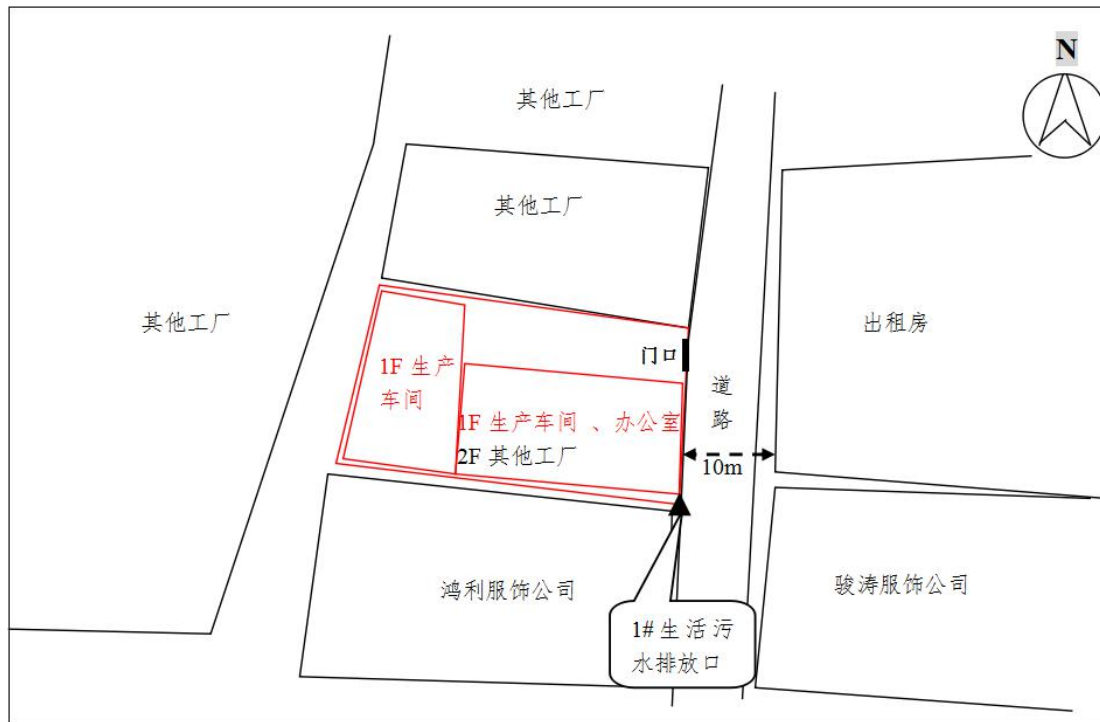 N
其他工厂
其他工厂
其他工厂
出租房
门口
1F 生产
车间
道
路
1F 生产车间 、办公室
2F 其他工厂
10m
鸿利服饰公司
骏涛服饰公司
1# 生活污
水排放口